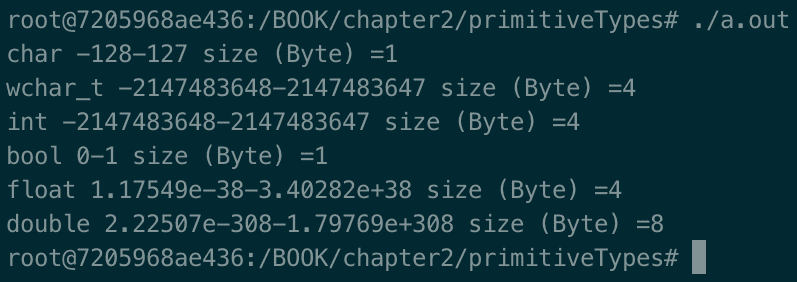 root@7205968ae436:/BOOK/chapter2/primitiveTypes# ./a.out
char -128-127 size (Byte) =1
wchar_t -2147483648-2147483647 size (Byte) =4
int -2147483648-2147483647 size (Byte) =4
bool 0-1 size (Byte) =1
float 1.17549e-38-3.40282e+38 size (Byte) =4
double 2.22507e-308-1.79769e+308 size (Byte) =8
root@7205968ae436:/BOOK/chapter2/primitiveTypes#